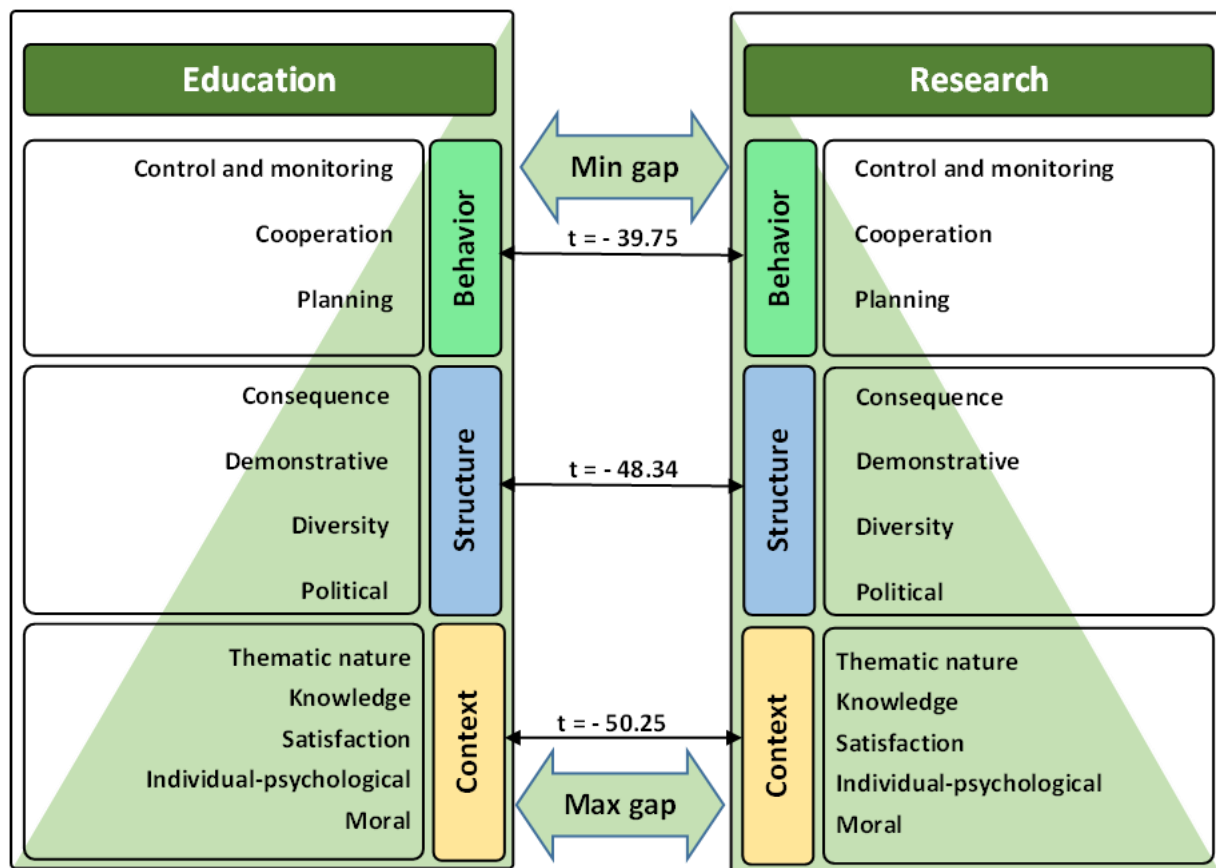 Education
Research
Min gap
Control and monitoring
Cooperation
Planning
Behavior
t = - 39.75
Behavior
Control and monitoring
Cooperation
Planning
Consequence
Demonstrative
Diversity
Political
Structure
t = - 48.34
Structure
Consequence
Demonstrative
Diversity
Political
Thematic nature
Knowledge
Satisfaction
Individual-psychological
Moral
Context
t = - 50.25
Max gap
Context
Thematic nature
Knowledge
Satisfaction
Individual-psychological
Moral